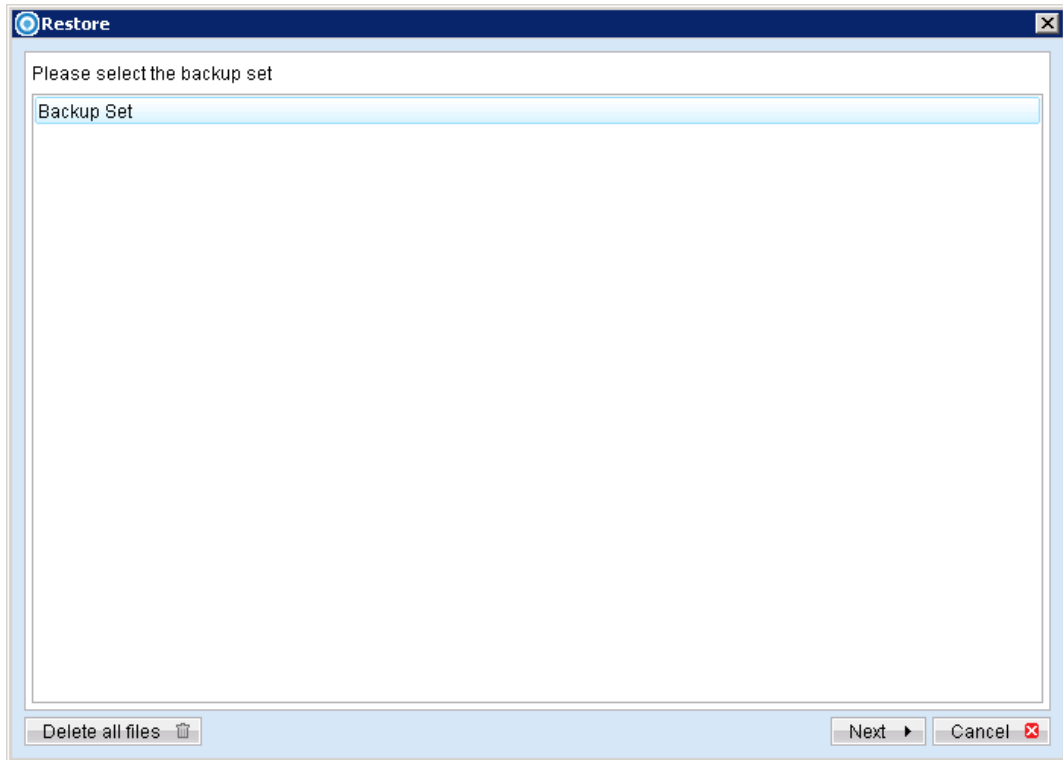 Restore
Please select the backup set
Backup Set
Delete all files
Next
Cancel